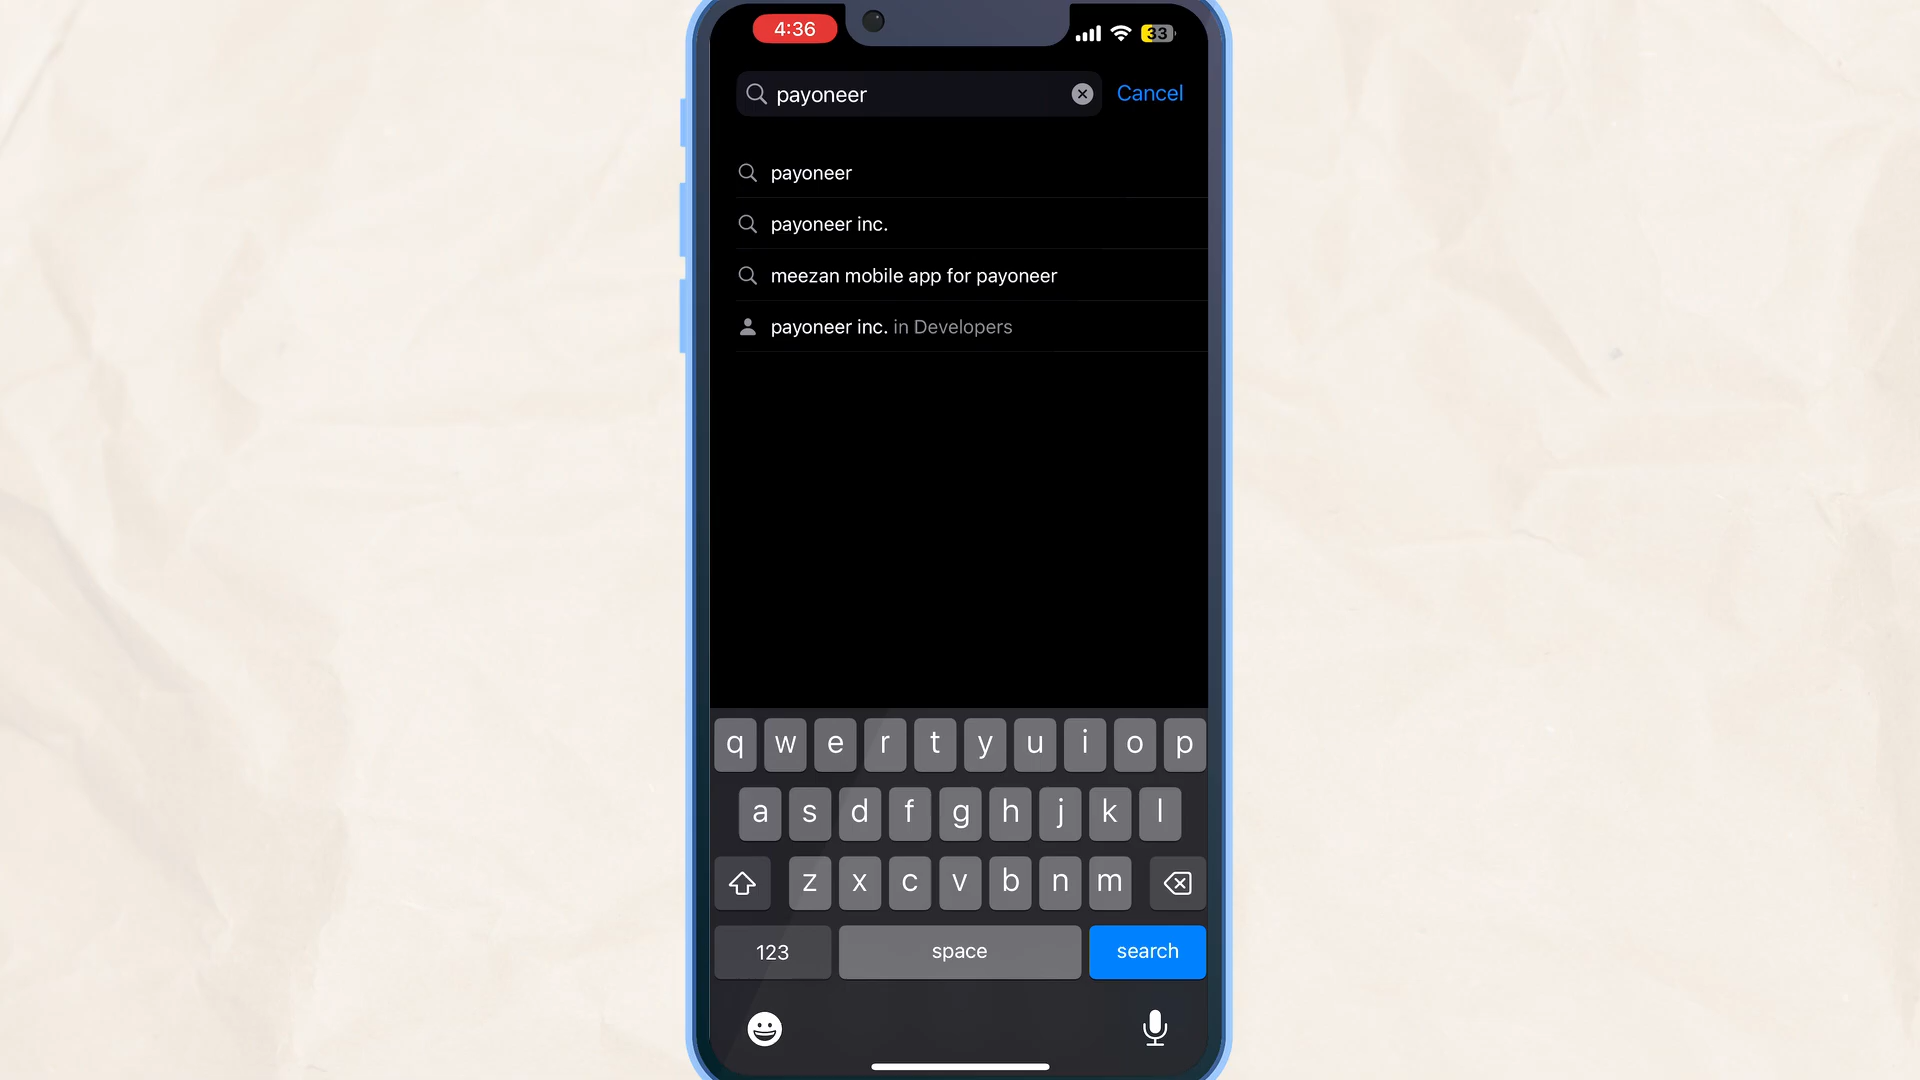 4:36
33
payoneer
Cancel
payoneer
payoneer inc.
meezan mobile app for payoneer
payoneer inc. in Developers
q w e r t y u i o p
a s d f g h j k l
z x c v b n m
123 space search